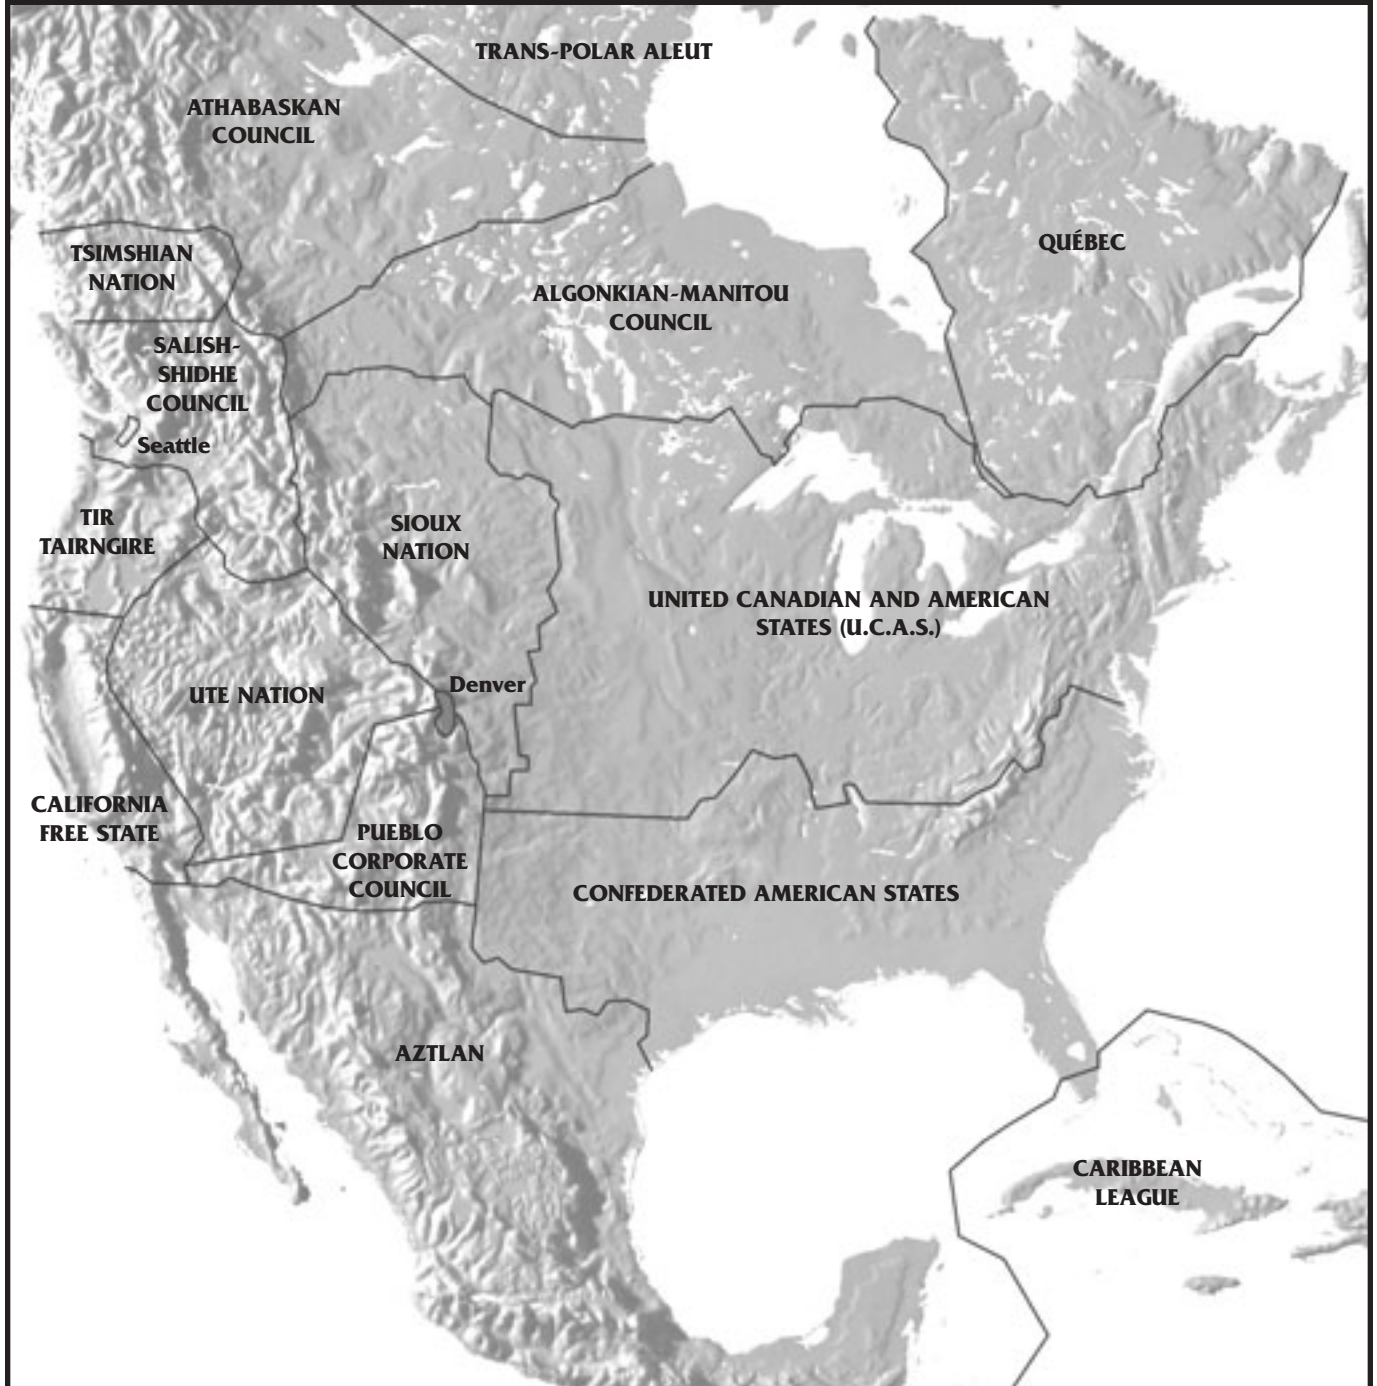 TRANS-POLAR ALEUT
ATHABASKAN
COUNCIL
TSIMSHIAN
NATION
QUÉBEC
ALGONKIAN-MANITOU
COUNCIL
SALISH-
SHIDHE
COUNCIL
Seattle
TIR
TAIRNGIRE
SIOUX
NATION
UNITED CANADIAN AND AMERICAN
STATES (U.C.A.S.)
Denver
UTE NATION
CALIFORNIA
FREE STATE
PUEBLO
CORPORATE
COUNCIL
CONFEDERATED AMERICAN STATES
AZTLAN
CARIBBEAN
LEAGUE